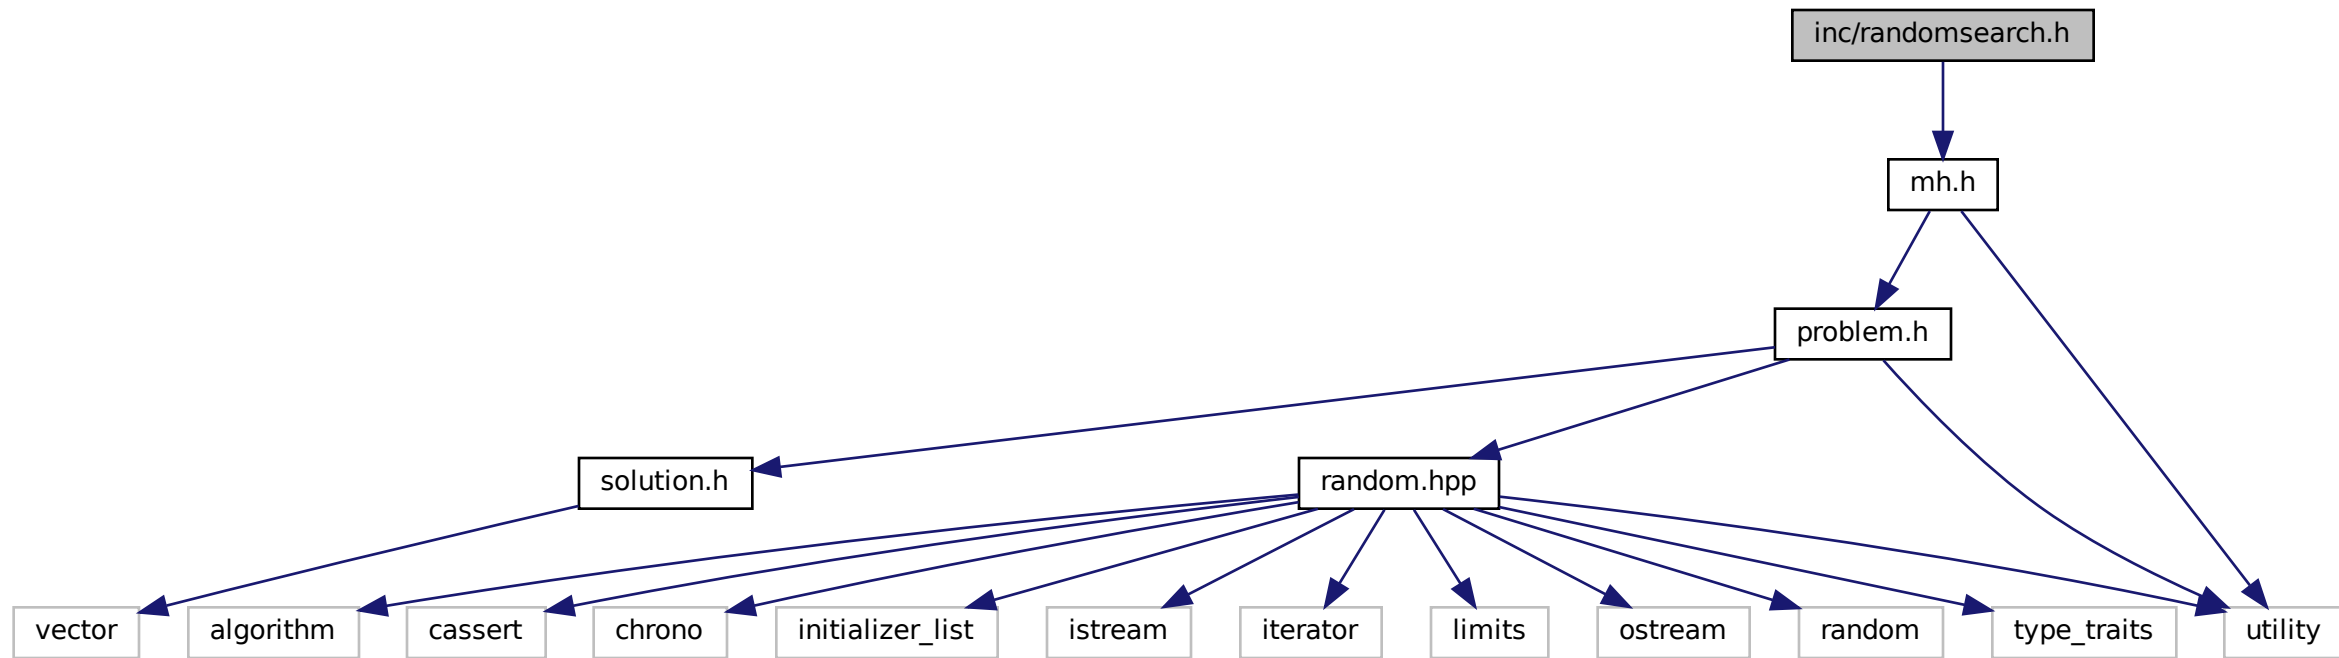 inc/randomsearch.h
mh.h
problem.h
solution.h
random.hpp
vector
algorithm
cassert
chrono
initializer_list
istream
iterator
limits
ostream
random
type_traits
utility